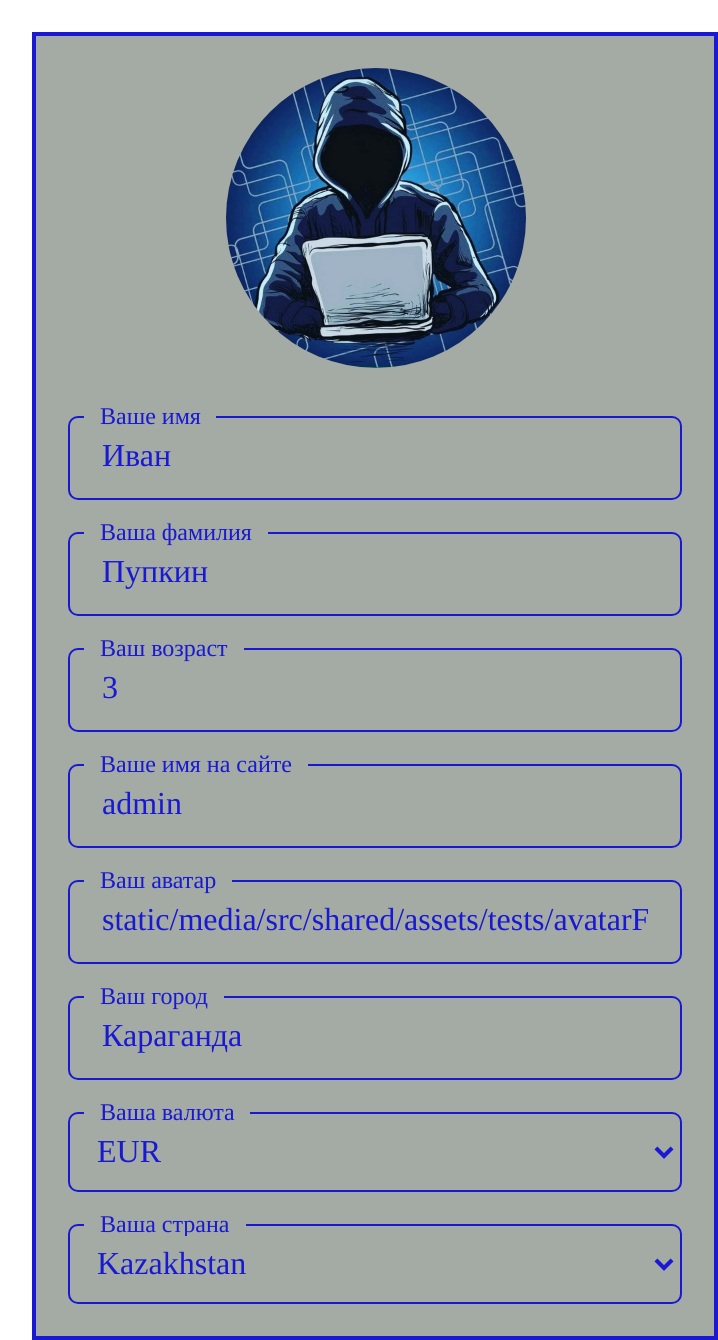 Ваше имя
Иван
Ваша фамилия
Пупкин
Ваш возраст
3
Ваше имя на сайте
admin
Ваш аватар
static/media/src/shared/assets/tests/avatarF
Ваш город
Караганда
Ваша валюта
EUR
Ваша страна
Kazakhstan